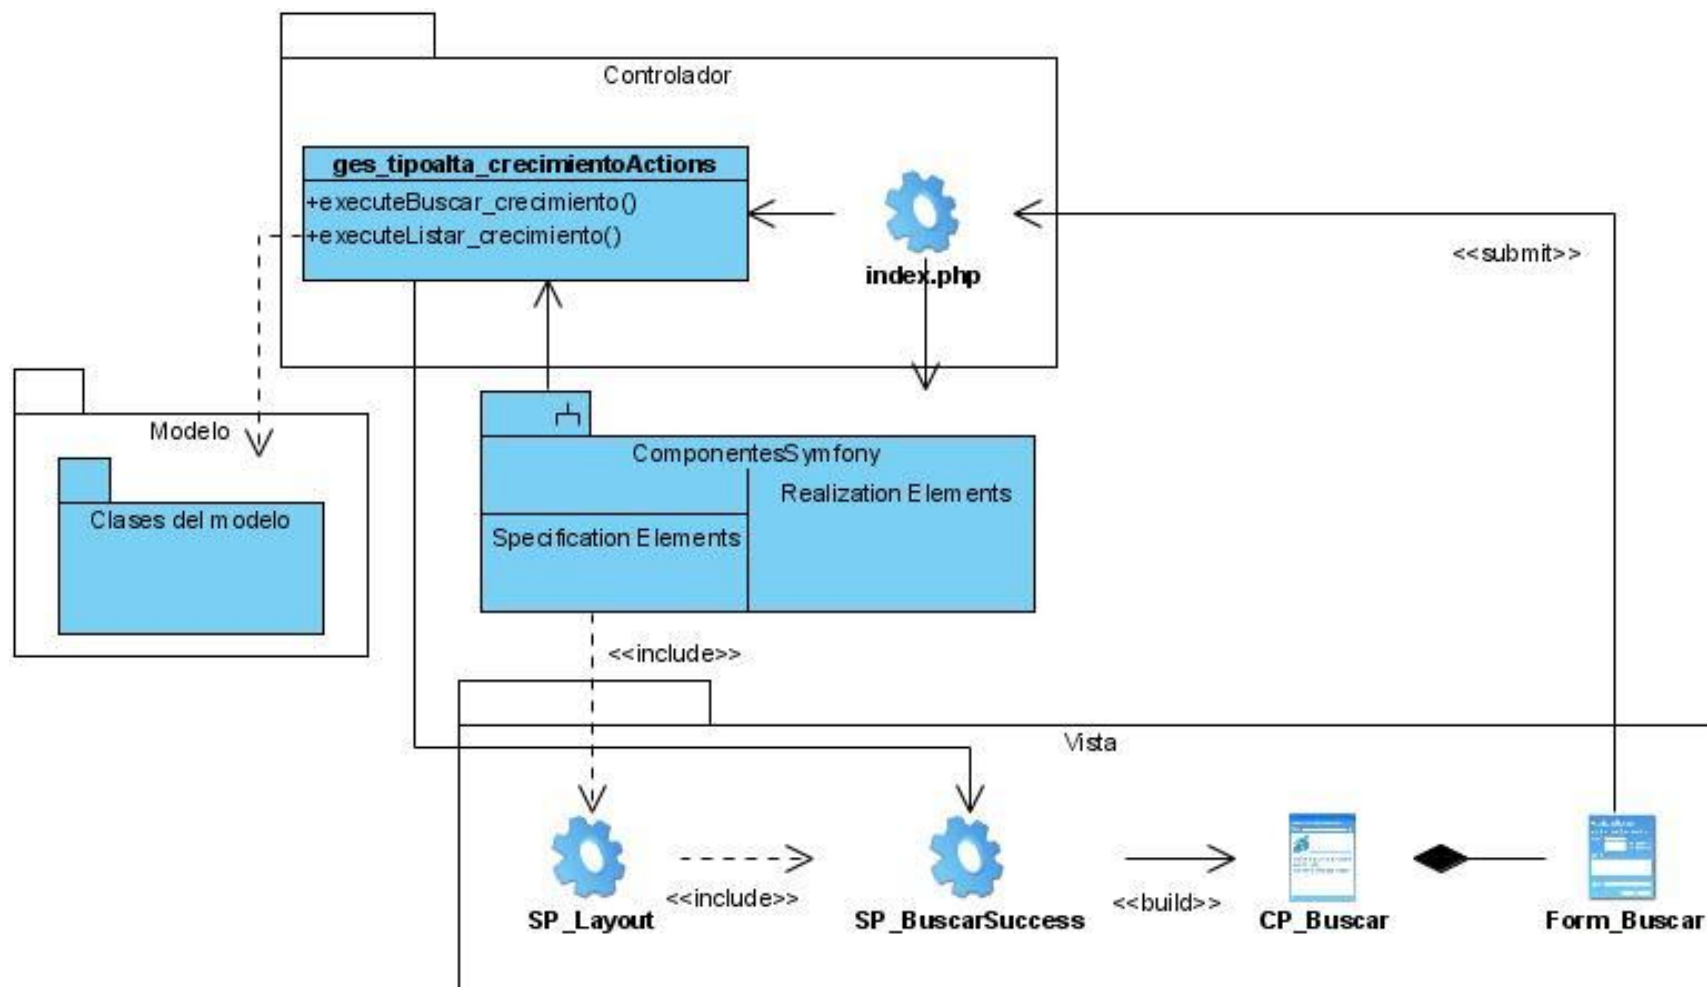 Controlador
ges_tipoalta_crecimientoActions
+executeBuscar_crecimiento()
+executeListar_crecimiento()
index.php
<<submit>>
Modelo
Clases del modelo
ComponentesSymfony
Realization Elements
Specification Elements
<<include>>
Vista
SP_Layout
<<include>>
SP_BuscarSuccess
<<build>>
CP_Buscar
Form_Buscar